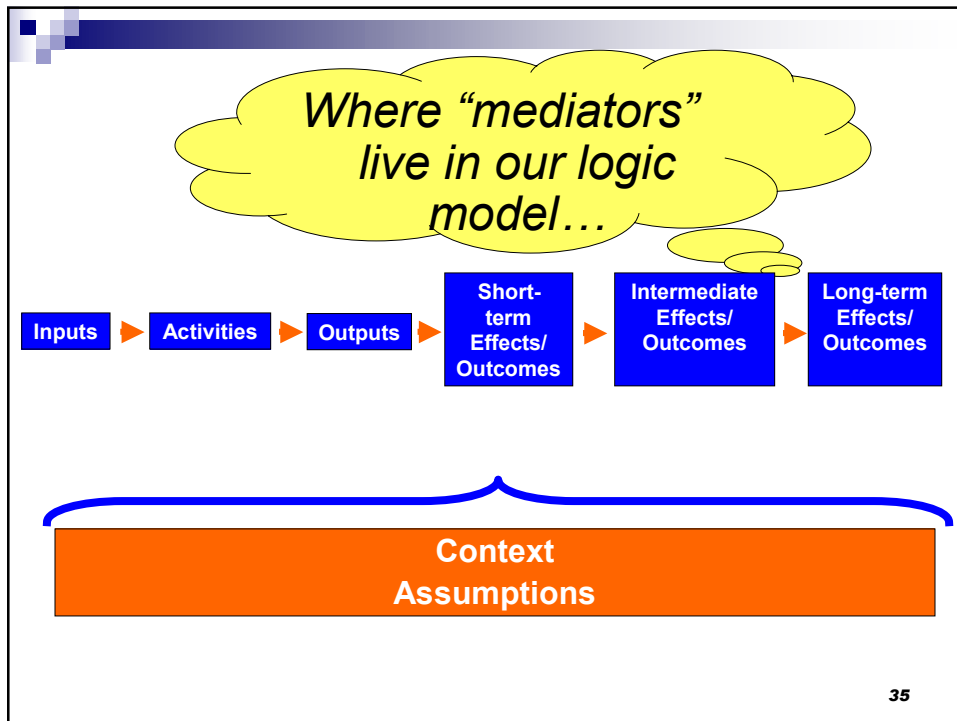 Where “mediators”
live in our logic
model…
Inputs
Activities
Outputs
Short-
term
Effects/
Outcomes
Intermediate
Effects/
Outcomes
Long-term
Effects/
Outcomes
Context
Assumptions
35